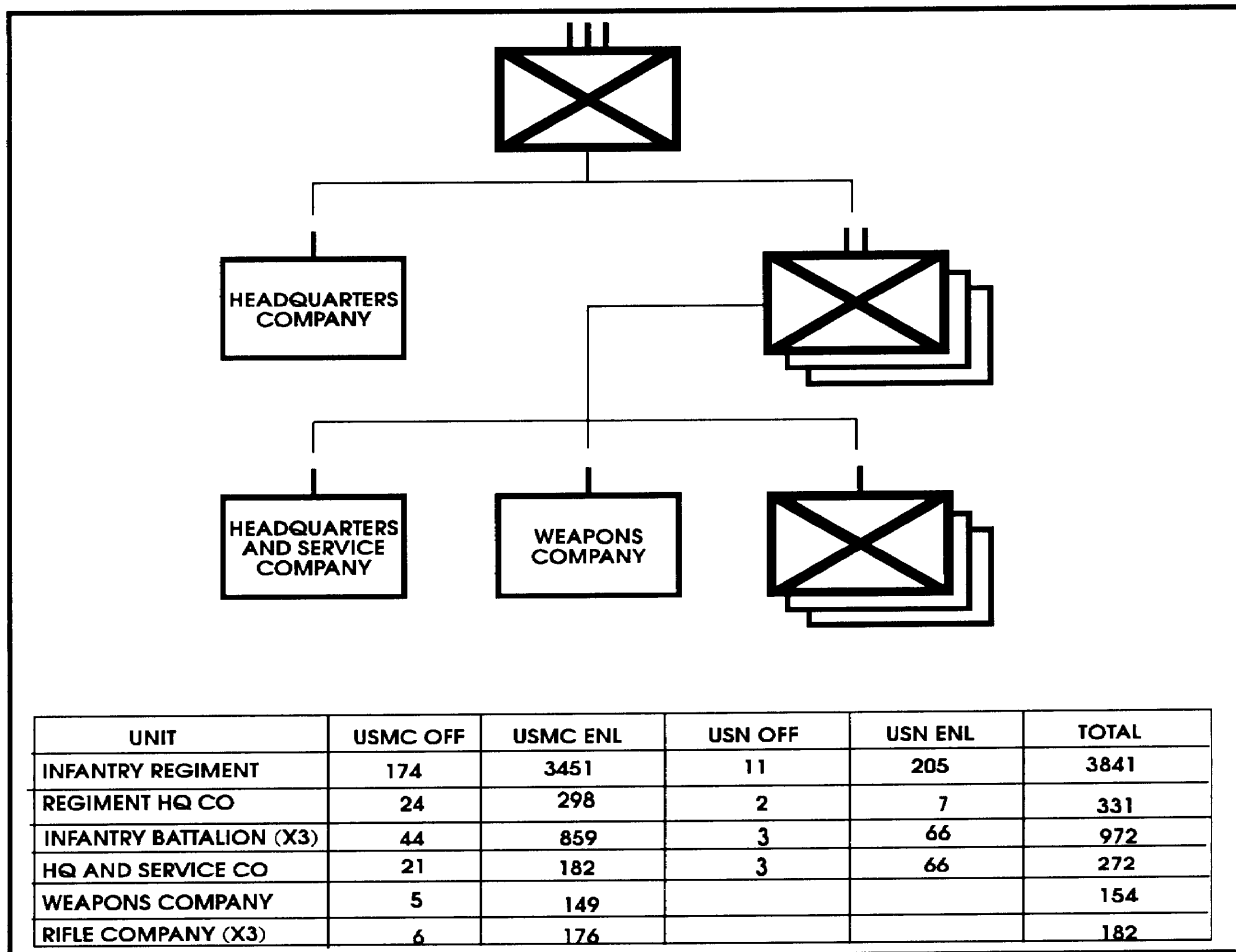 HEADQUARTERS
COMPANY
HEADQUARTERS
AND SERVICE
COMPANY
WEAPONS
COMPANY
UNIT USMC OFF USMC ENL USN OFF USN ENL TOTAL
INFANTRY REGIMENT 174 3451 11 205 3841
REGIMENT HQ CO 24 298 2 7 331
INFANTRY BATTALION (X3) 44 859 3 66 972
HQ AND SERVICE CO 21 182 3 66 272
WEAPONS COMPANY 5 149 154
RIFLE COMPANY (X3) 6 176 182